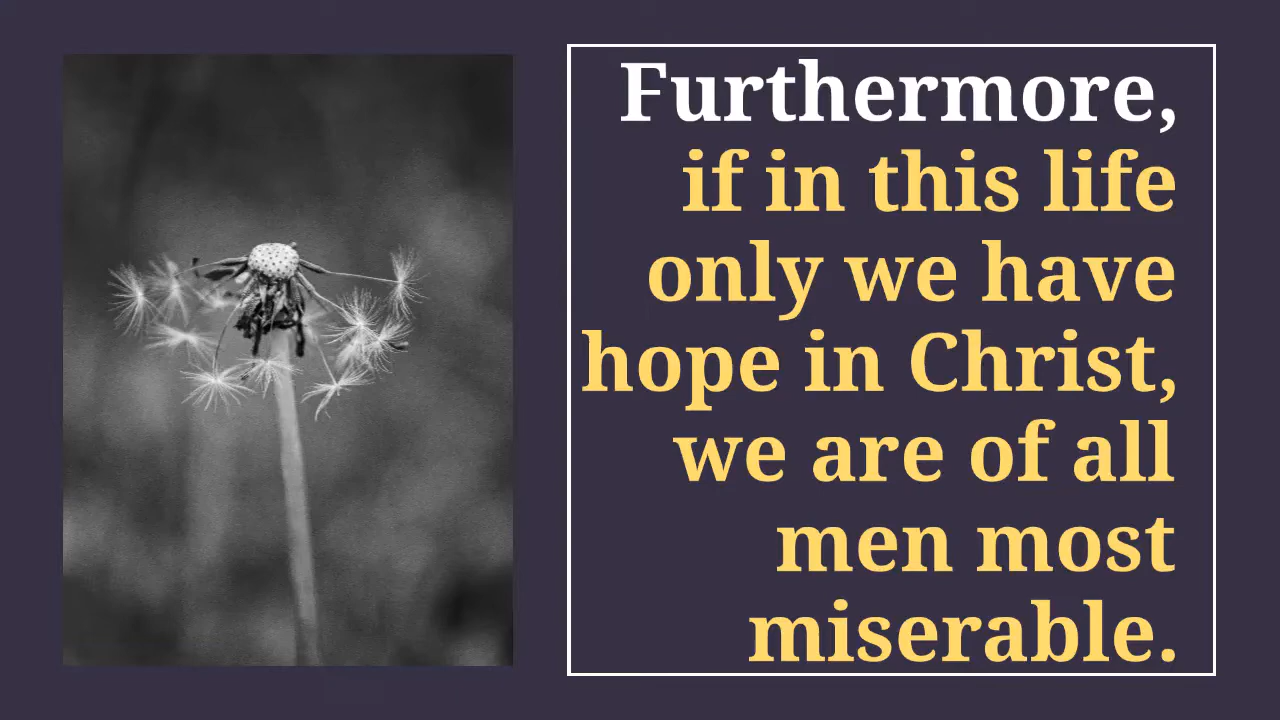 Furthermore,
if in this life
only we have
hope in Christ,
we are of all
men most
miserable.